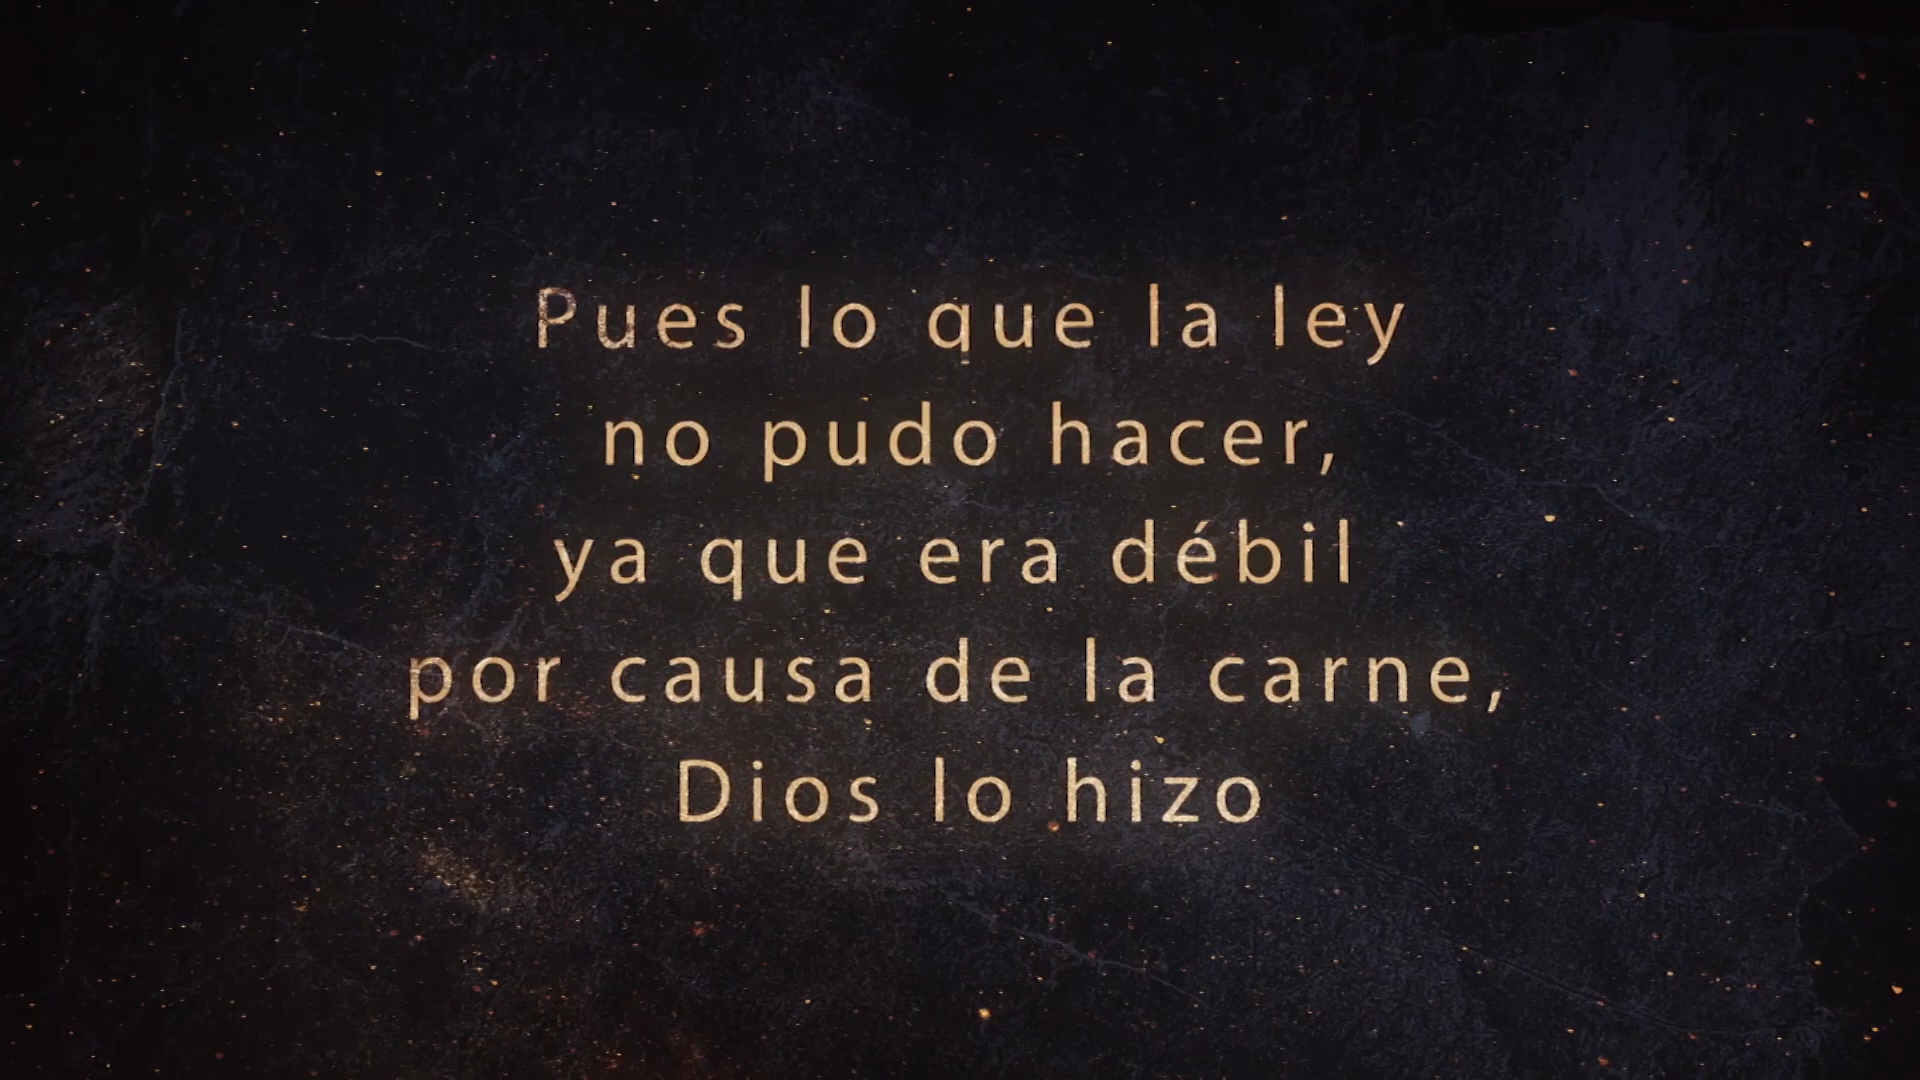 Pues lo que la ley
no pudo hacer,
ya que era débil
por causa de la carne,
Dios lo hizo